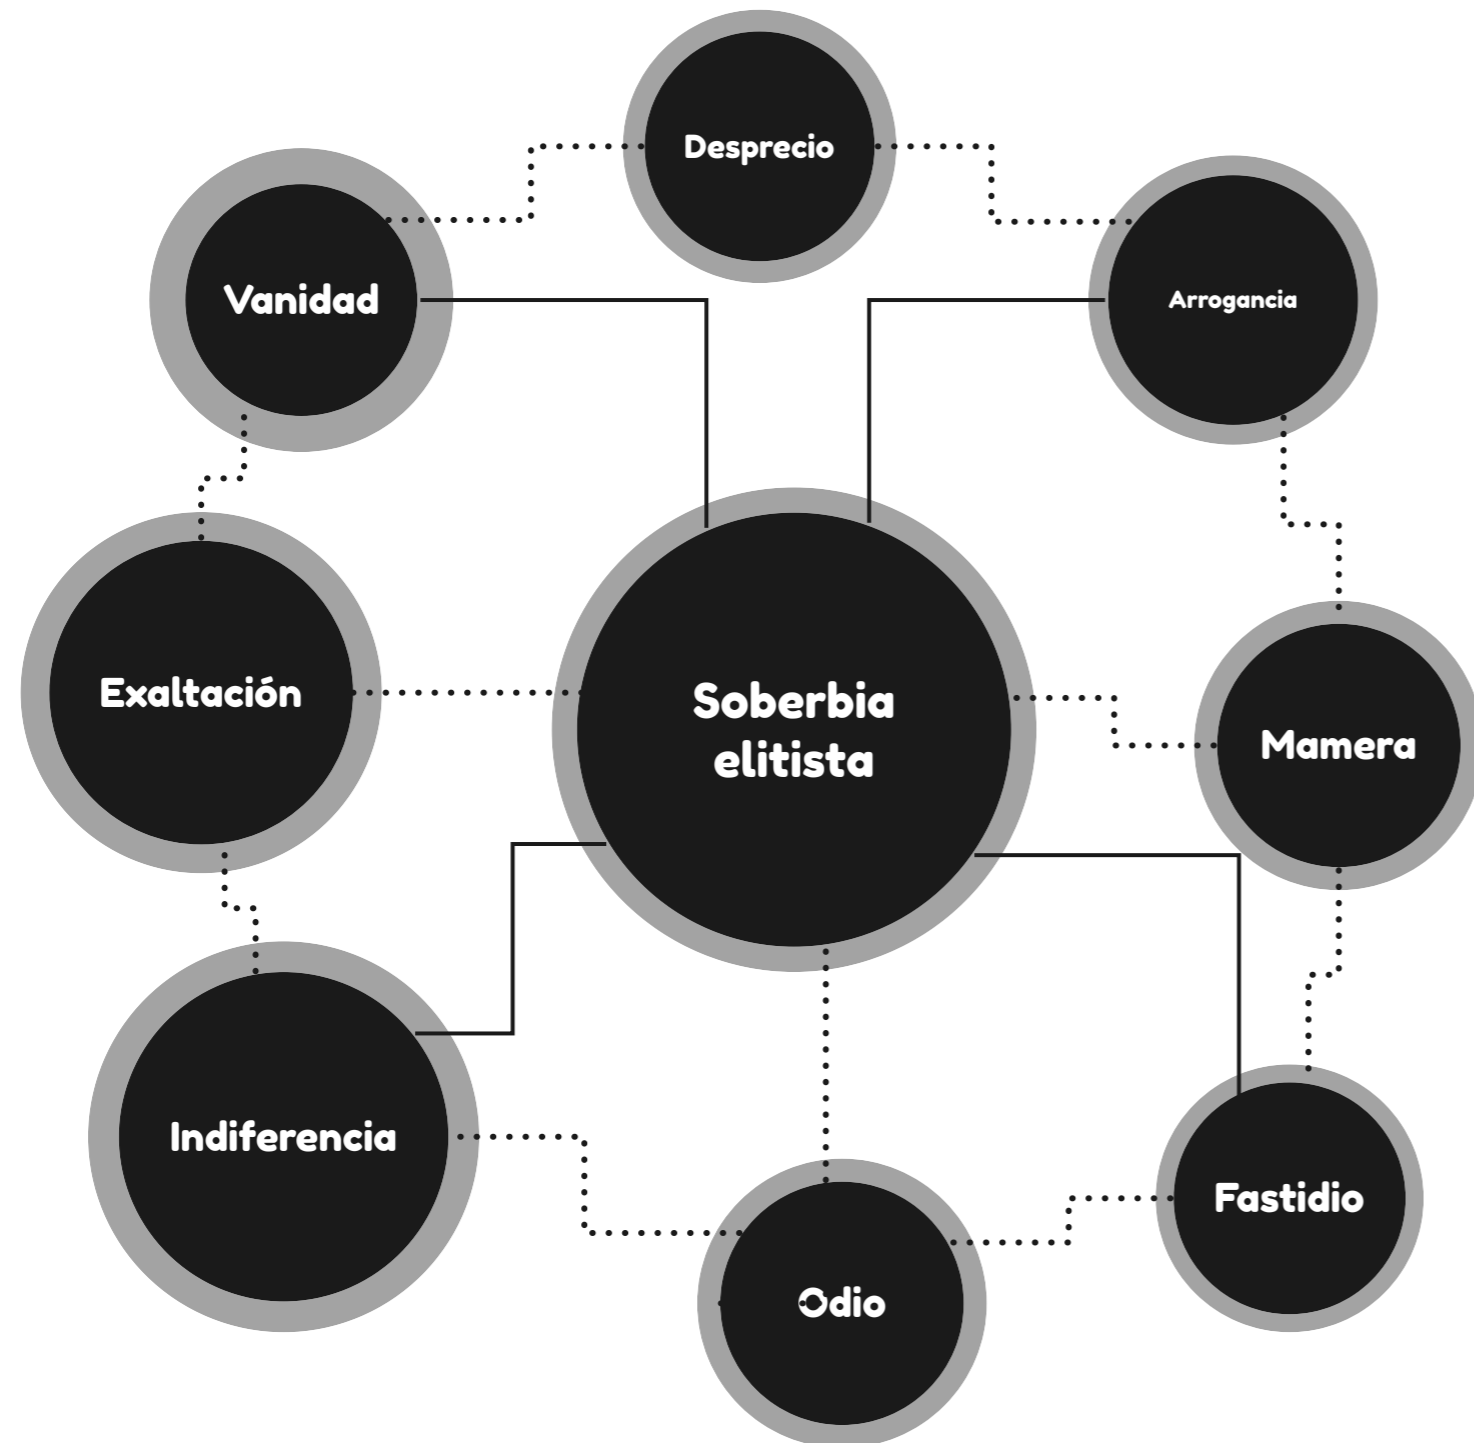 Desprecio
Vanidad
Arrogancia
Exaltación
Soberbia
elitista
Mamera
Indiferencia
Fastidio
Odio